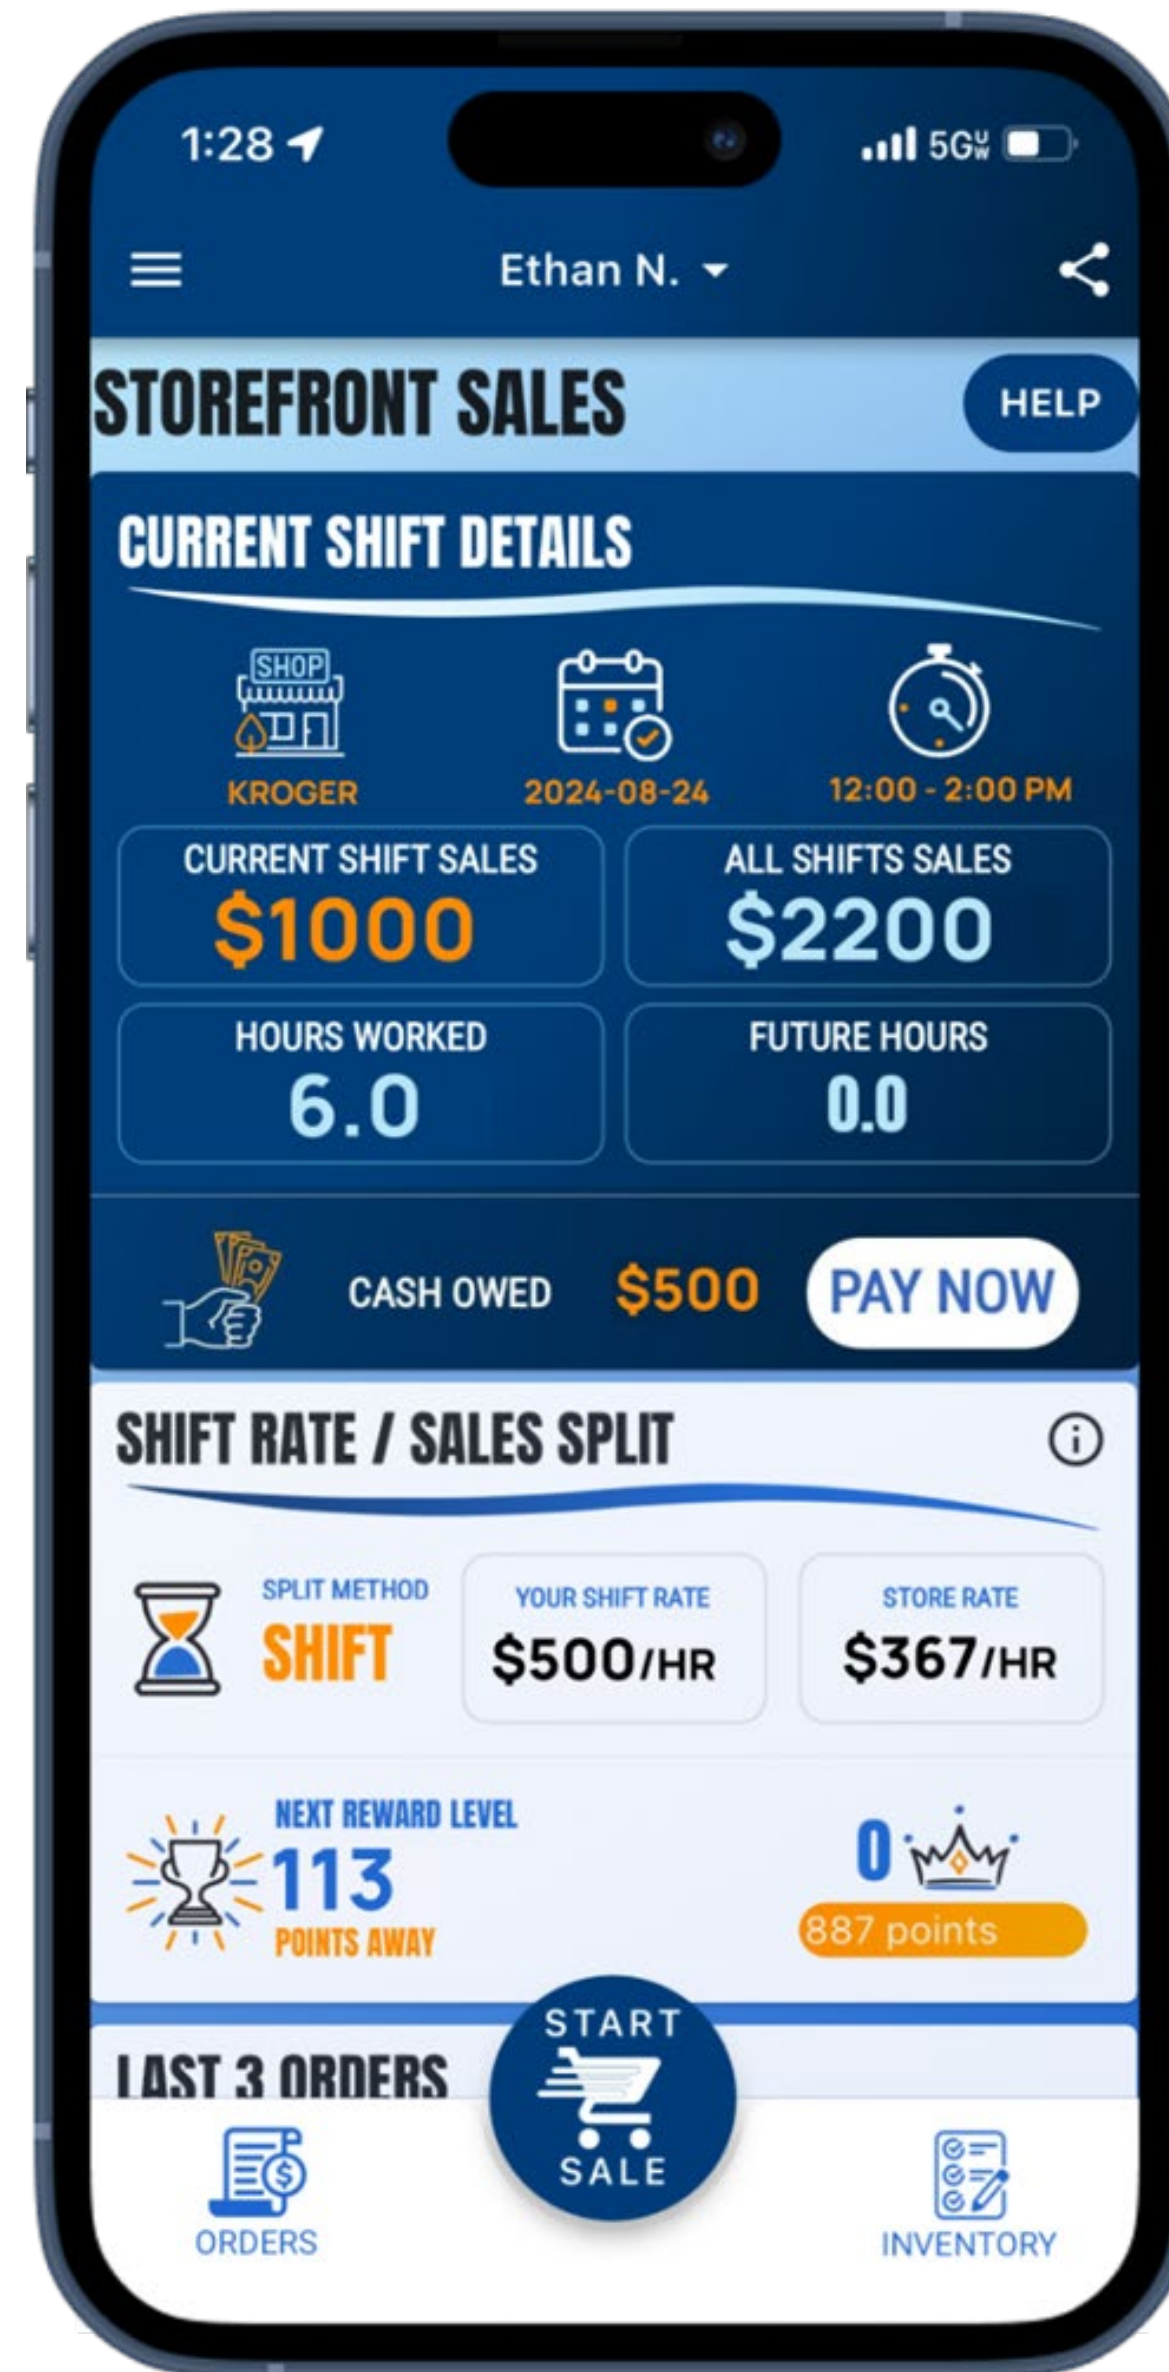 1:28
5G UW
Ethan N.
STOREFRONT SALES
HELP
CURRENT SHIFT DETAILS
SHOP
KROGER
2024-08-24
12:00 - 2:00 PM
CURRENT SHIFT SALES
$1000
ALL SHIFTS SALES
$2200
HOURS WORKED
6.0
FUTURE HOURS
0.0
CASH OWED
$500
PAY NOW
SHIFT RATE / SALES SPLIT
SPLIT METHOD
SHIFT
YOUR SHIFT RATE
$500/HR
STORE RATE
$367/HR
NEXT REWARD LEVEL
113
POINTS AWAY
0
887 points
LAST 3 ORDERS
START
SALE
ORDERS
INVENTORY